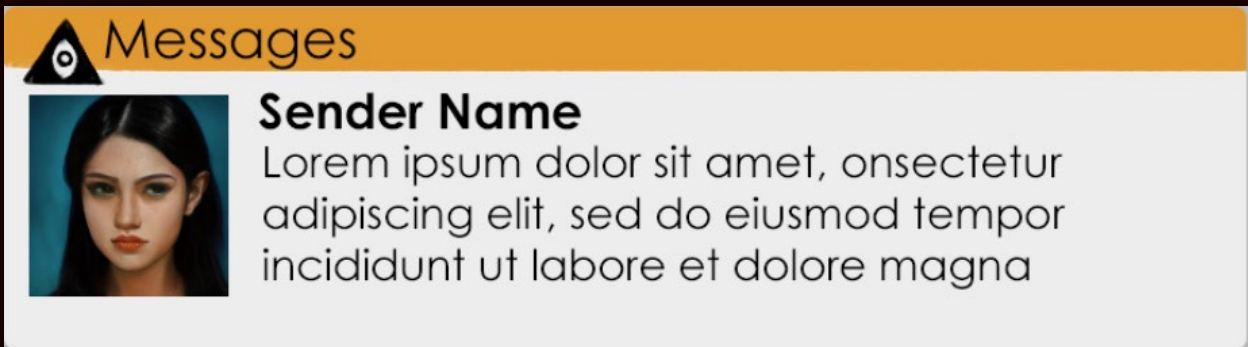 Messages
Sender Name
Lorem ipsum dolor sit amet, onsectetur
adipiscing elit, sed do eiusmod tempor
incididunt ut labore et dolore magna